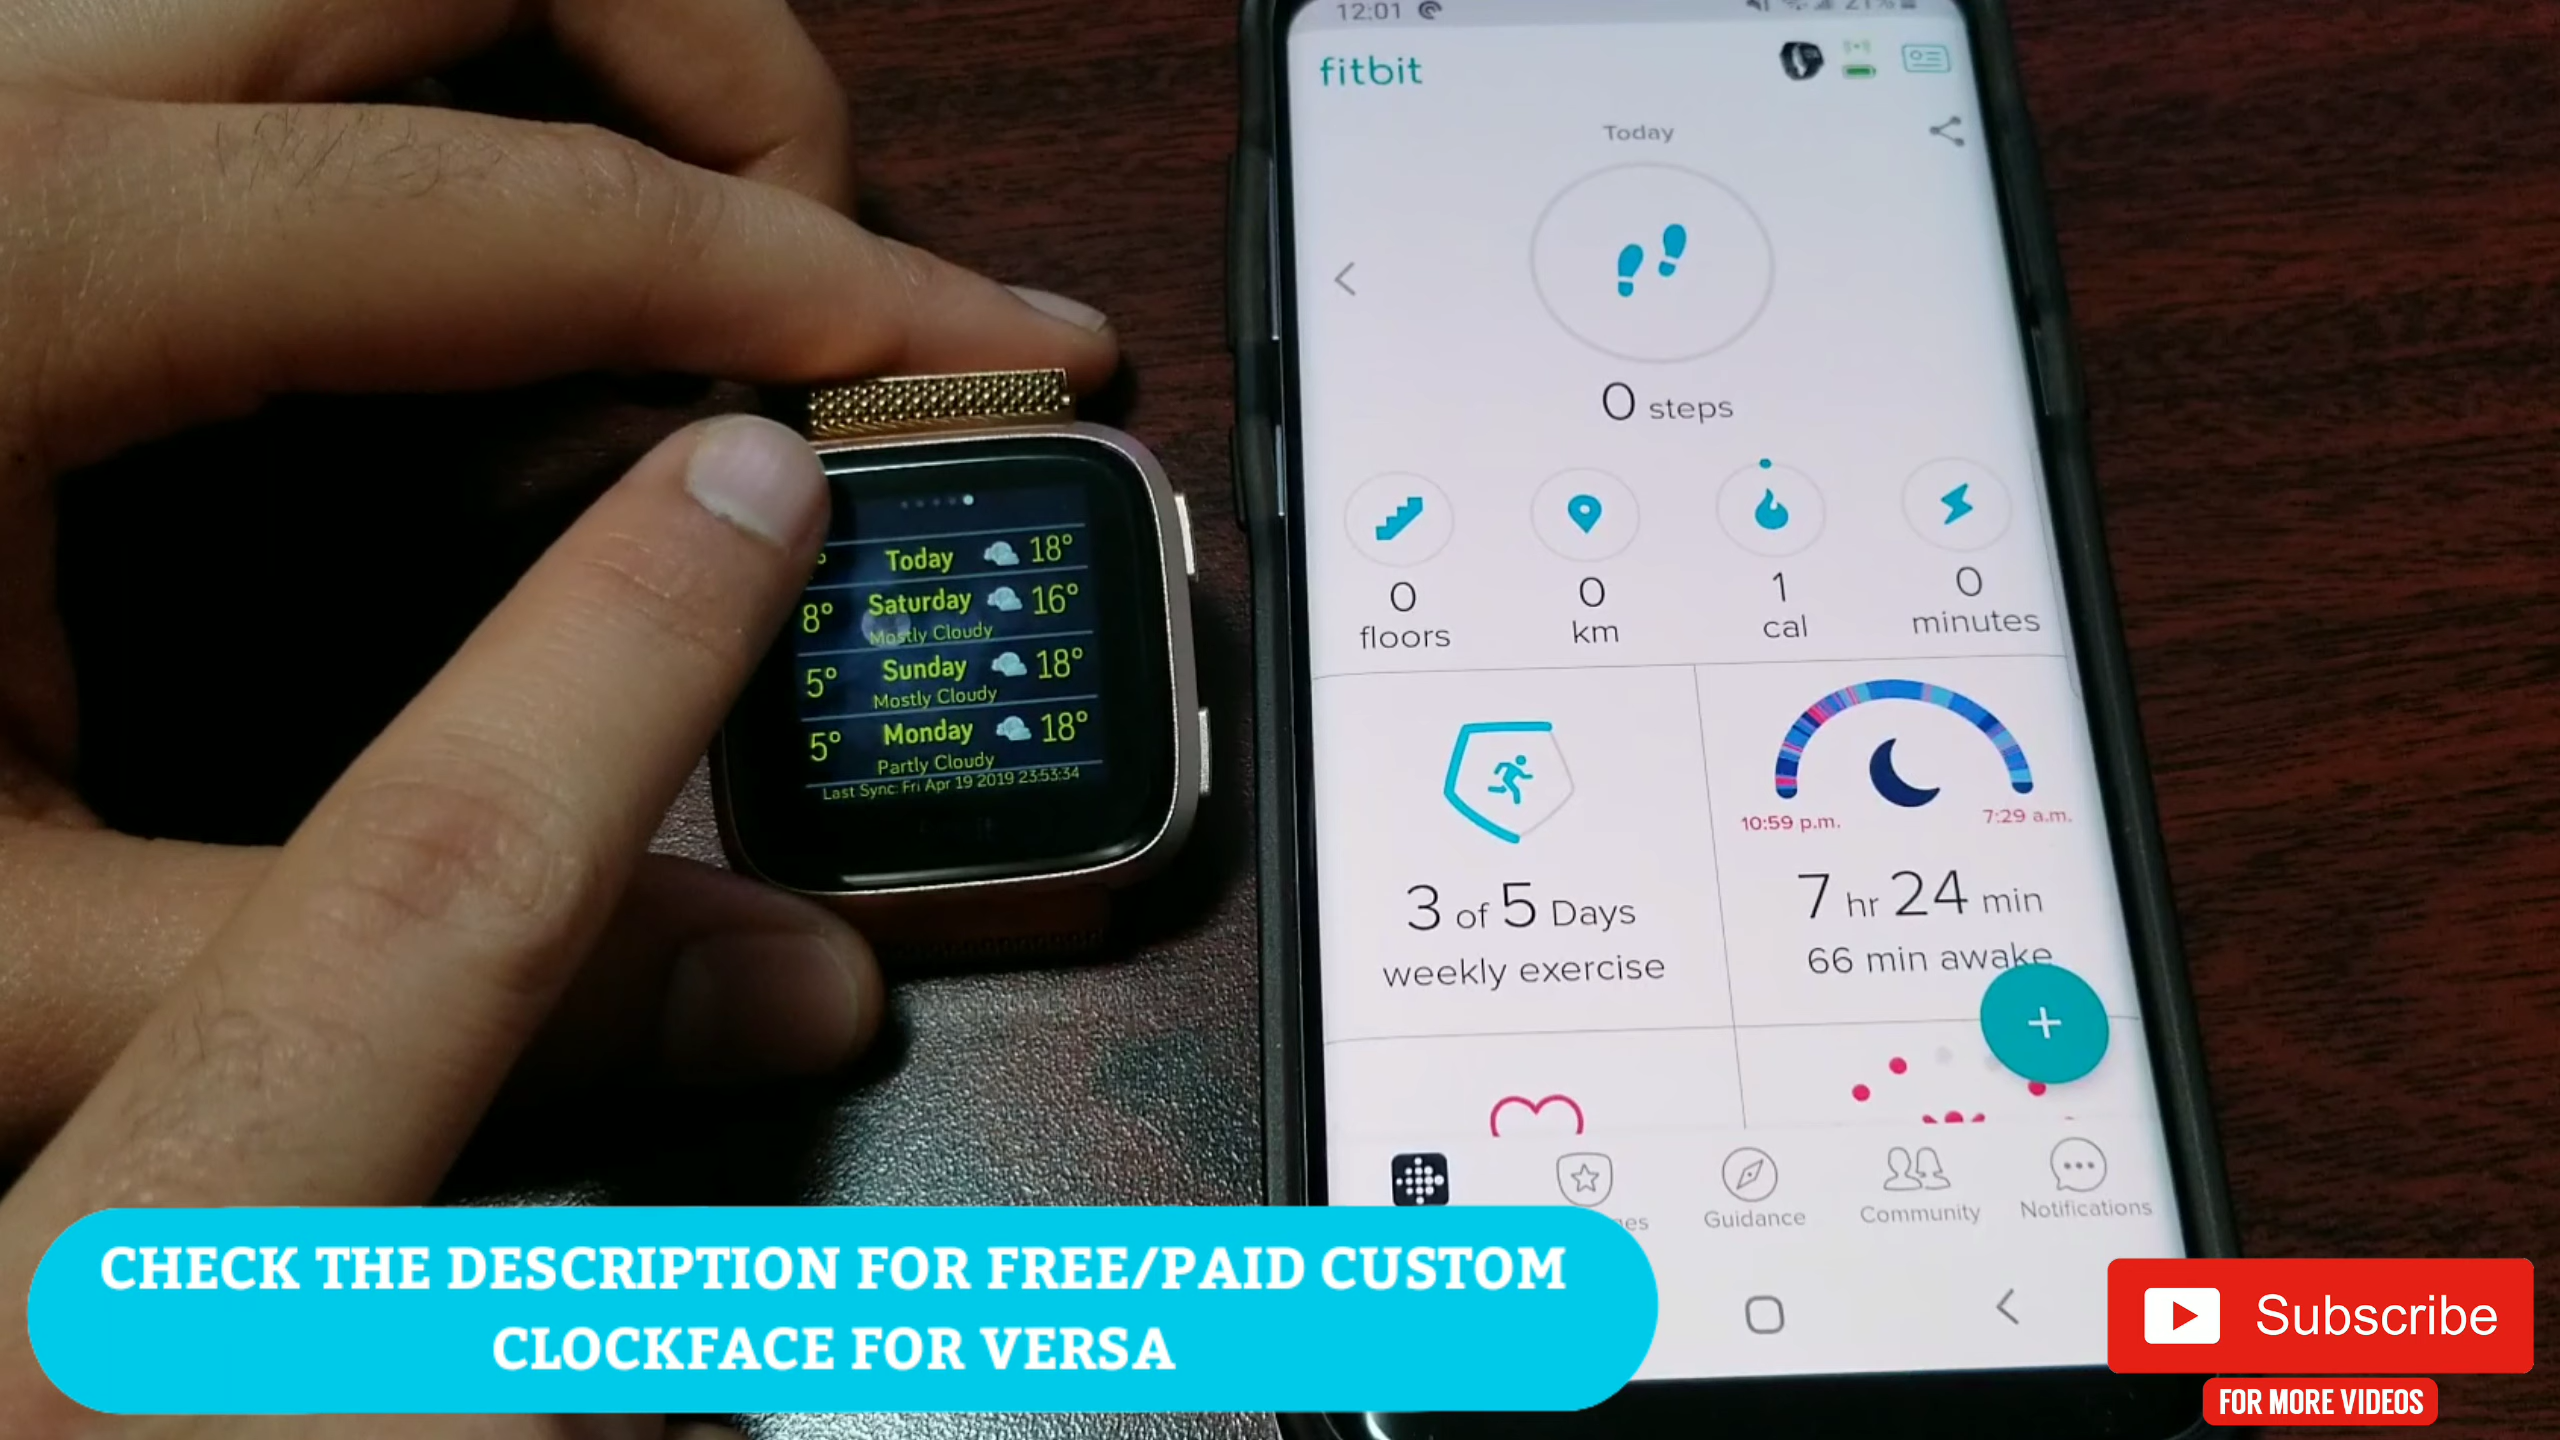 12:01
21%
fitbit
Today
0 steps
0 floors
0 km
1 cal
0 minutes
3 of 5 Days
weekly exercise
10:59 p.m.
7:29 a.m.
7 hr 24 min
66 min awake
+
Guidance
Community
Notifications
Today 18°
8° Saturday 16°
Mostly Cloudy
5° Sunday 18°
Mostly Cloudy
5° Monday 18°
Partly Cloudy
Last Sync: Fri Apr 19 2019 23:53:34
CHECK THE DESCRIPTION FOR FREE/PAID CUSTOM
CLOCKFACE FOR VERSA
Subscribe
FOR MORE VIDEOS